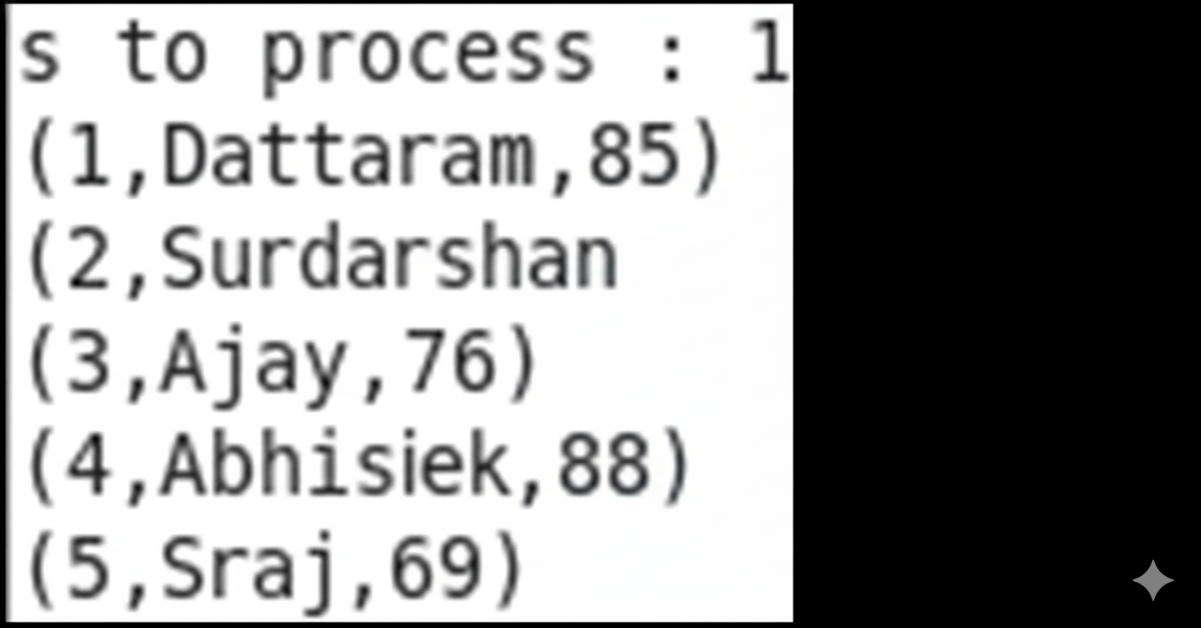 s to process : 1
(1,Dattaram,85)
(2,Surdarshan
(3,Ajay,76)
(4,Abhisiek,88)
(5,Sraj,69)